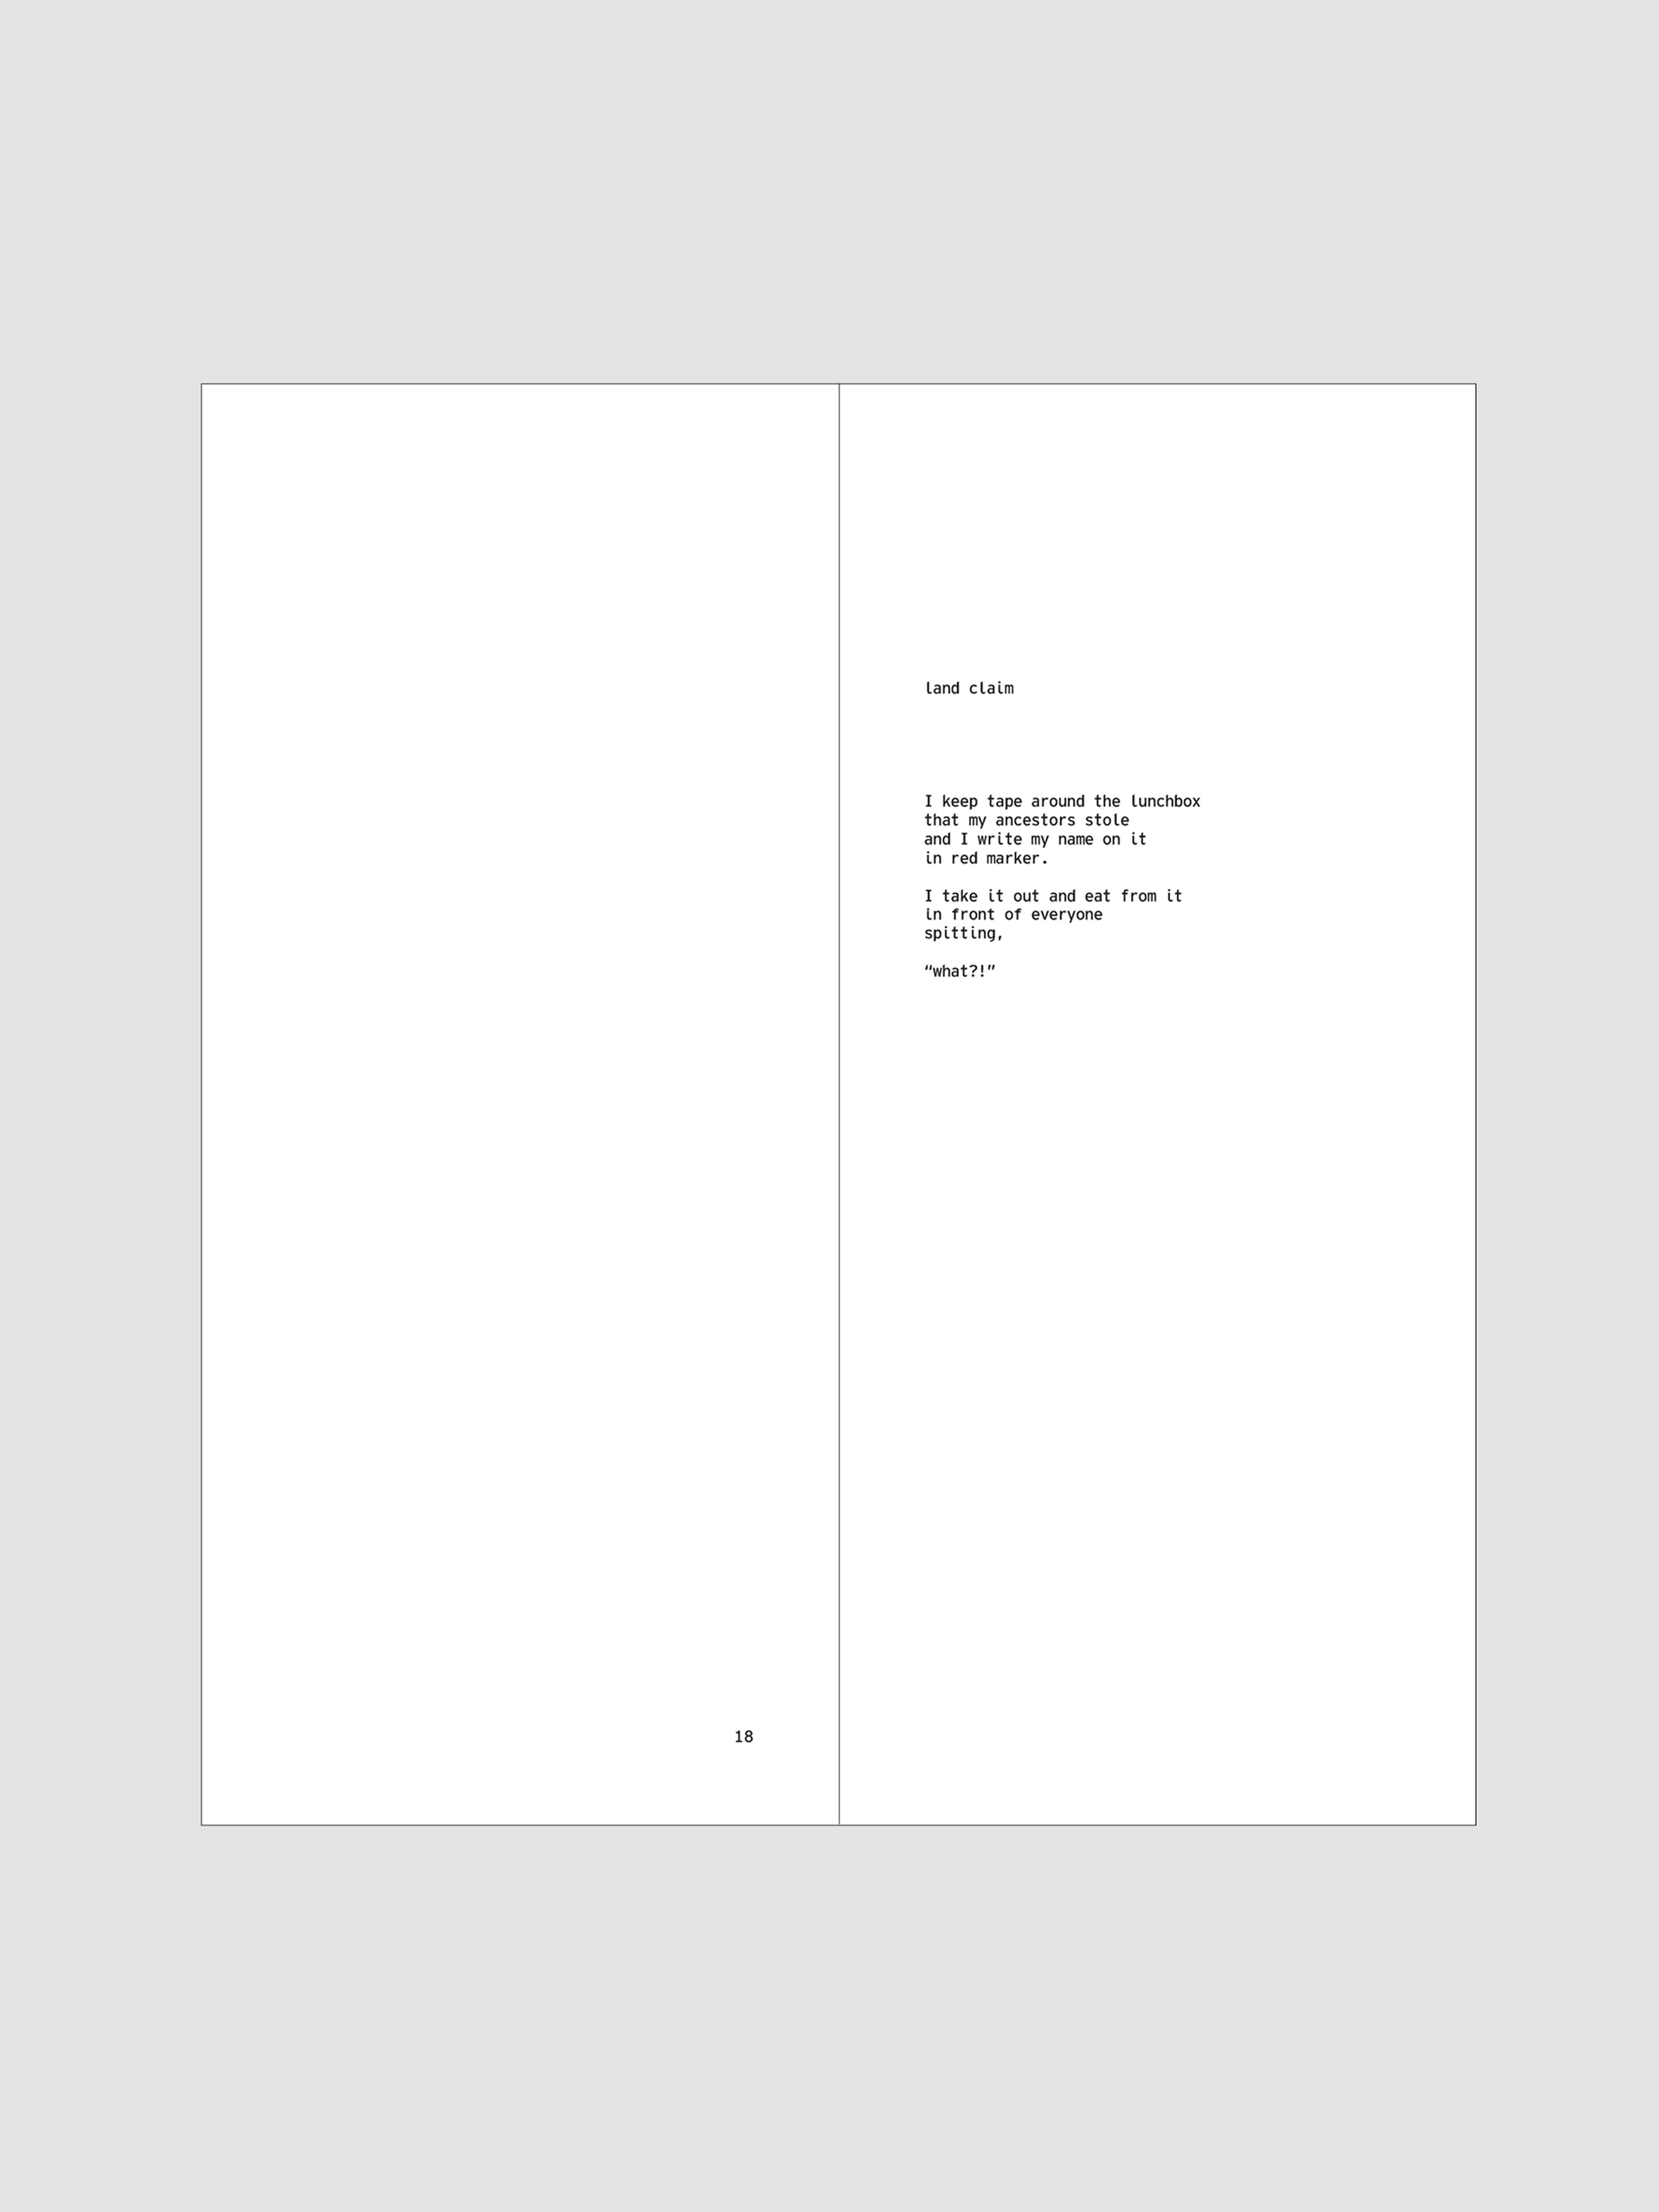 18
land claim
I keep tape around the lunchbox
that my ancestors stole
and I write my name on it
in red marker.
I take it out and eat from it
in front of everyone
spitting,
“what?!”